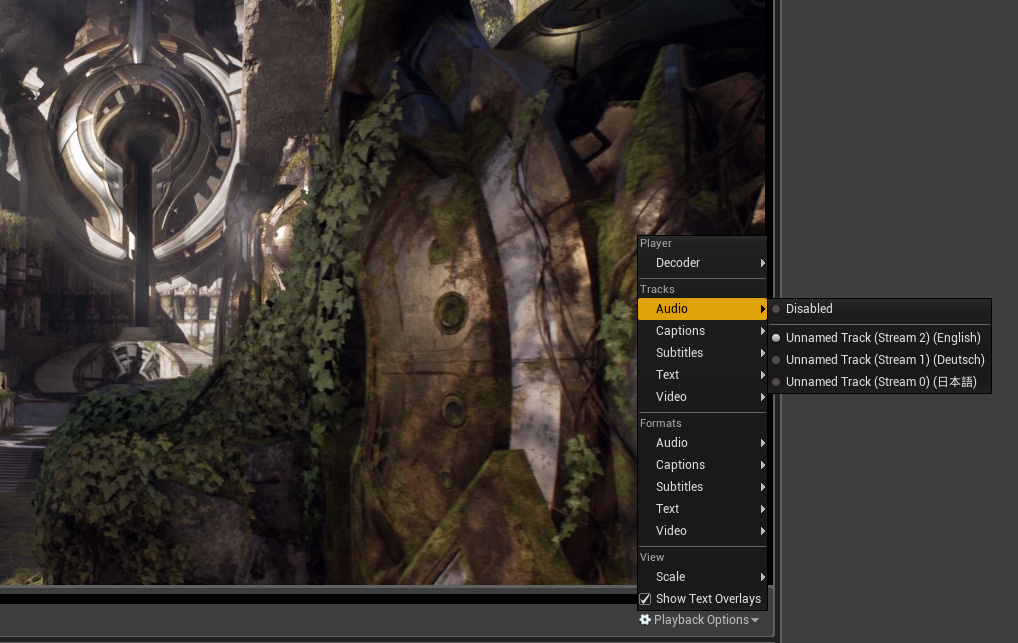 Player
Decoder
Tracks
Audio
Captions
Subtitles
Text
Video
Formats
Audio
Captions
Subtitles
Text
Video
View
Scale
Show Text Overlays
Playback Options
Disabled
Unnamed Track (Stream 2) (English)
Unnamed Track (Stream 1) (Deutsch)
Unnamed Track (Stream 0) (日本語)